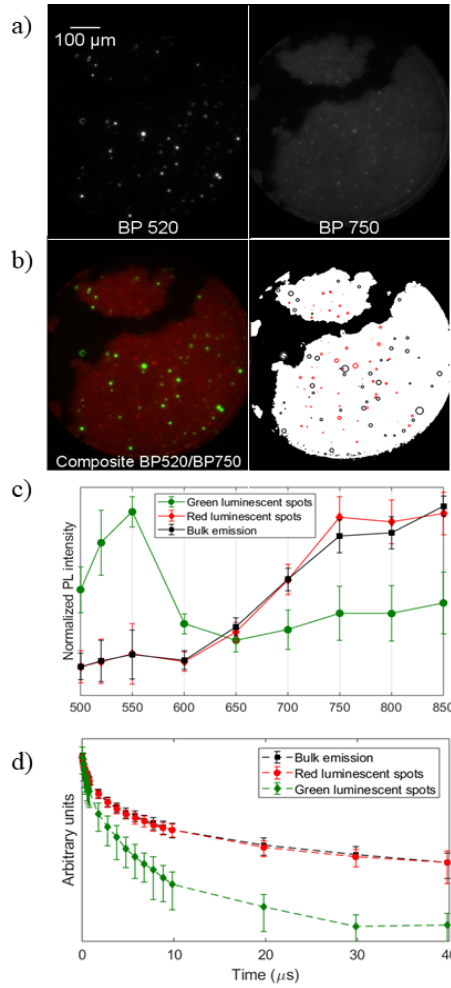 a)
100 µm
BP 520
BP 750
b)
Composite BP520/BP750
c)
Normalized PL intensity
Green luminescent spots
Red luminescent spots
Bulk emission
500 550 600 650 700 750 800 850
d)
Arbitrary units
Bulk emission
Red luminescent spots
Green luminescent spots
0 10 20 30 40
Time (µs)